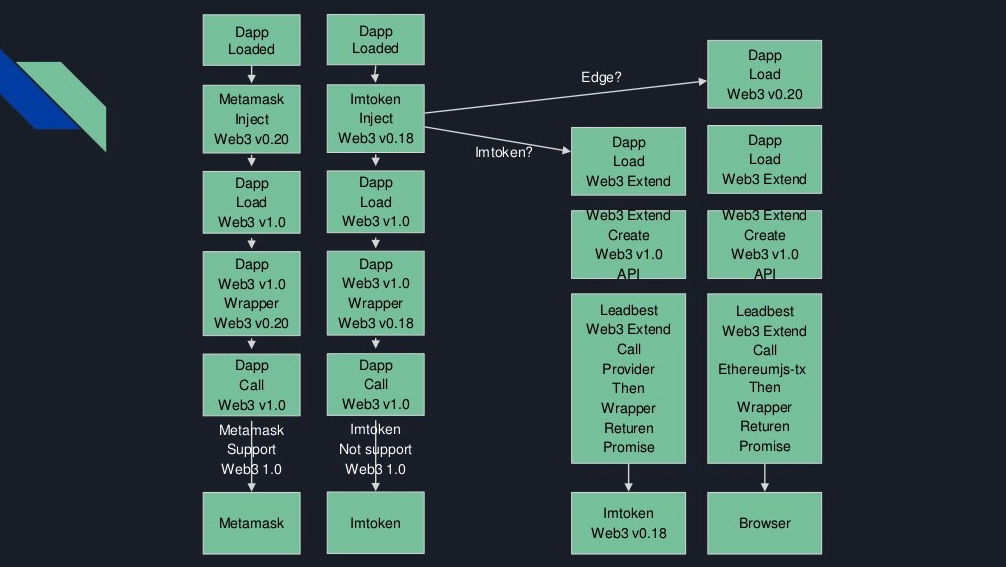 Dapp
Loaded
Metamask
Inject
Web3 v0.20
Dapp
Load
Web3 v1.0
Dapp
Web3 v1.0
Wrapper
Web3 v0.20
Dapp
Call
Web3 v1.0
Metamask
Support
Web3 1.0
Metamask
Dapp
Loaded
Imtoken
Inject
Web3 v0.18
Dapp
Load
Web3 v1.0
Dapp
Web3 v1.0
Wrapper
Web3 v0.18
Dapp
Call
Web3 v1.0
Imtoken
Not support
Web3 1.0
Imtoken
Edge?
Imtoken?
Dapp
Load
Web3 Extend
Web3 Extend
Create
Web3 v1.0
API
Leadbest
Web3 Extend
Call
Provider
Then
Wrapper
Returen
Promise
Imtoken
Web3 v0.18
Dapp
Load
Web3 v0.20
Dapp
Load
Web3 Extend
Web3 Extend
Create
Web3 v1.0
API
Leadbest
Web3 Extend
Call
Ethereumjs-tx
Then
Wrapper
Returen
Promise
Browser